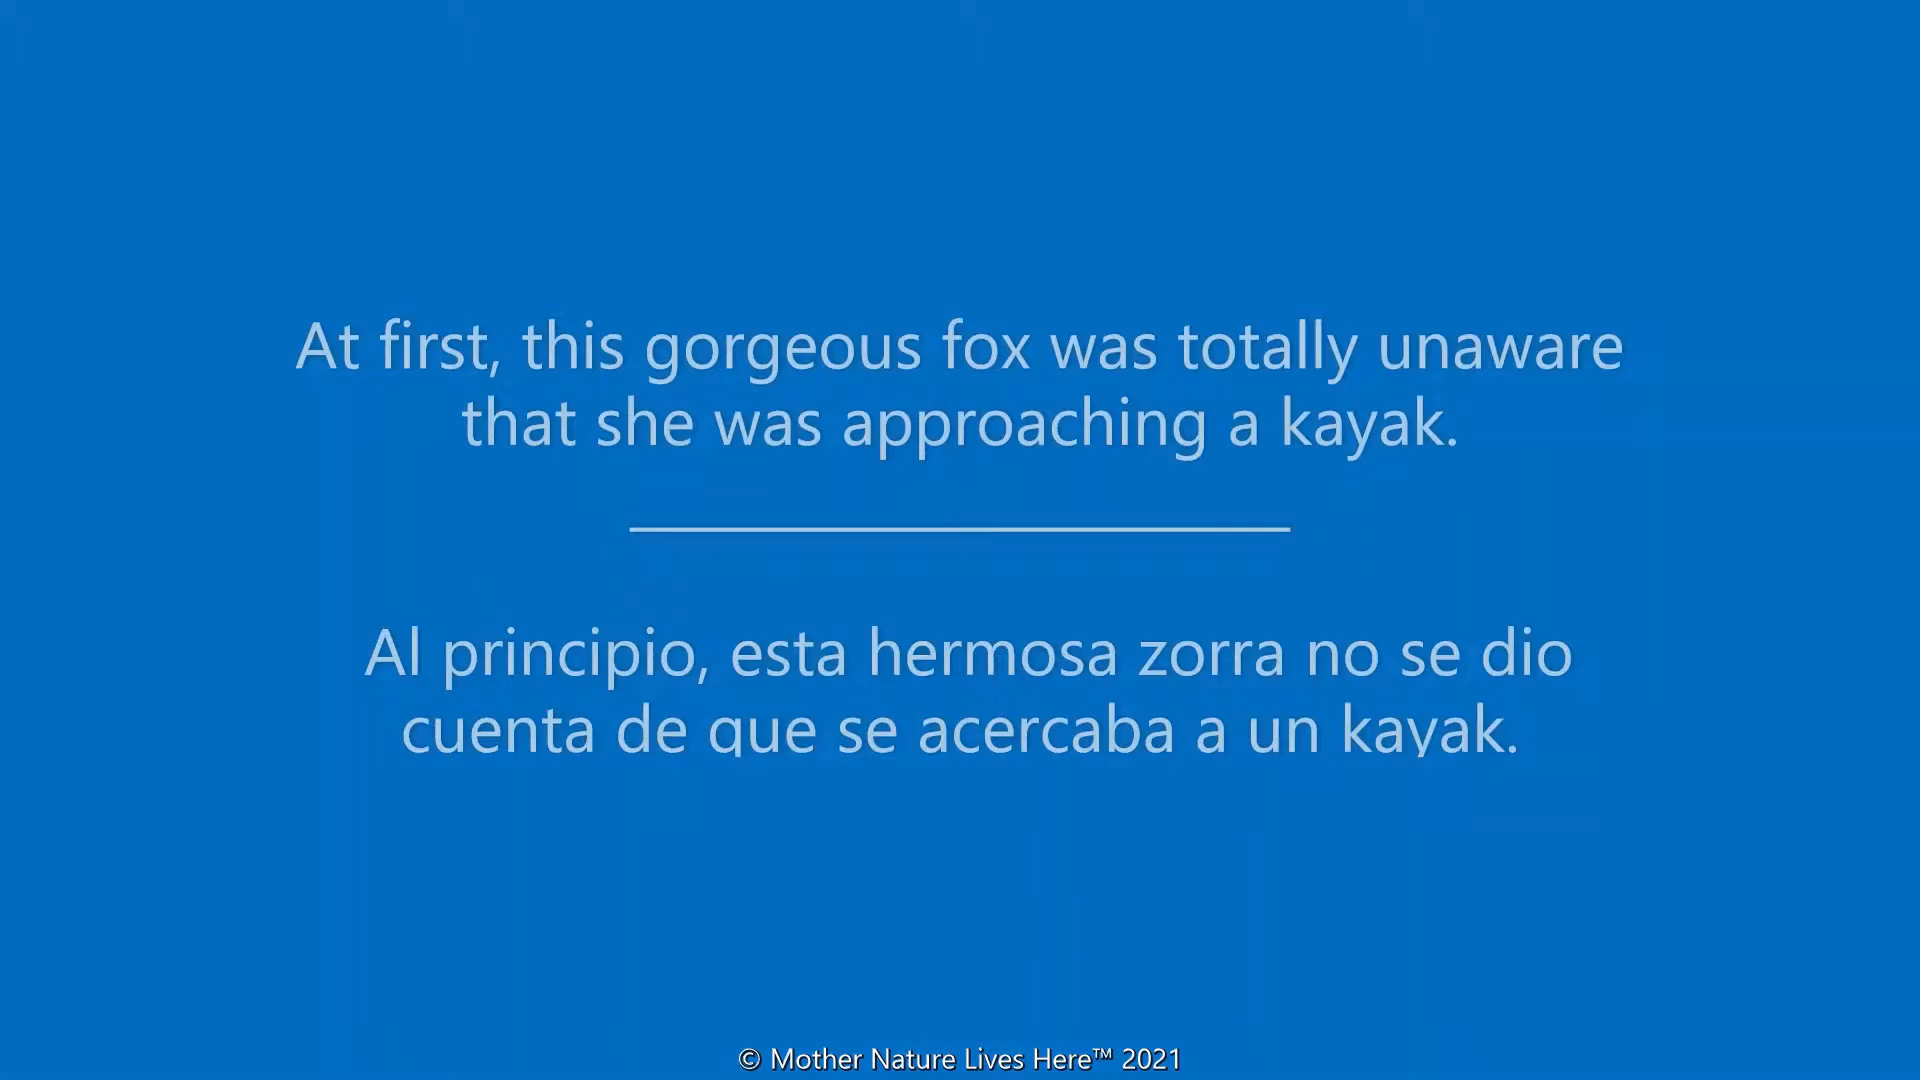 At first, this gorgeous fox was totally unaware
that she was approaching a kayak.
Al principio, esta hermosa zorra no se dio
cuenta de que se acercaba a un kayak.
© Mother Nature Lives Here™ 2021